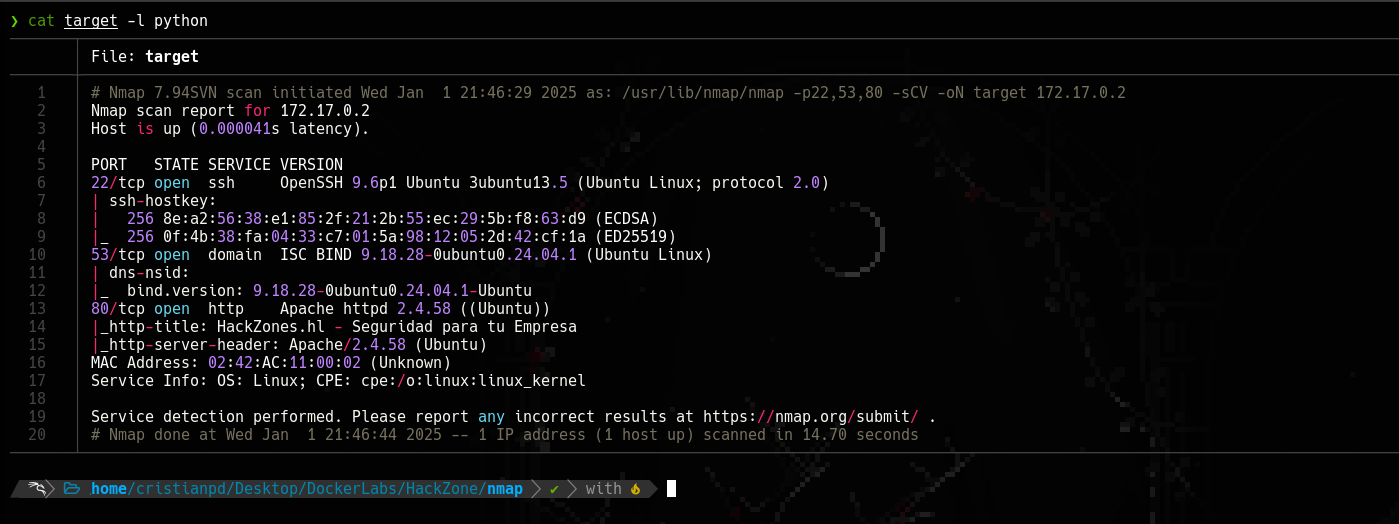 ❯ cat target -l python
File: target
1 # Nmap 7.94SVN scan initiated Wed Jan  1 21:46:29 2025 as: /usr/lib/nmap/nmap -p22,53,80 -sCV -oN target 172.17.0.2
2 Nmap scan report for 172.17.0.2
3 Host is up (0.000041s latency).
4
5 PORT   STATE SERVICE VERSION
6 22/tcp open  ssh     OpenSSH 9.6p1 Ubuntu 3ubuntu13.5 (Ubuntu Linux; protocol 2.0)
7 | ssh-hostkey:
8 |   256 8e:a2:56:38:e1:85:2f:21:2b:55:ec:29:5b:f8:63:d9 (ECDSA)
9 |_  256 0f:4b:38:fa:04:33:c7:01:5a:98:12:05:2d:42:cf:1a (ED25519)
10 53/tcp open  domain  ISC BIND 9.18.28-0ubuntu0.24.04.1 (Ubuntu Linux)
11 | dns-nsid:
12 |_  bind.version: 9.18.28-0ubuntu0.24.04.1-Ubuntu
13 80/tcp open  http    Apache httpd 2.4.58 ((Ubuntu))
14 |_http-title: HackZones.hl - Seguridad para tu Empresa
15 |_http-server-header: Apache/2.4.58 (Ubuntu)
16 MAC Address: 02:42:AC:11:00:02 (Unknown)
17 Service Info: OS: Linux; CPE: cpe:/o:linux:linux_kernel
18
19 Service detection performed. Please report any incorrect results at https://nmap.org/submit/ .
20 # Nmap done at Wed Jan  1 21:46:44 2025 -- 1 IP address (1 host up) scanned in 14.70 seconds
home/cristianpd/Desktop/DockerLabs/HackZone/nmap ✔ with